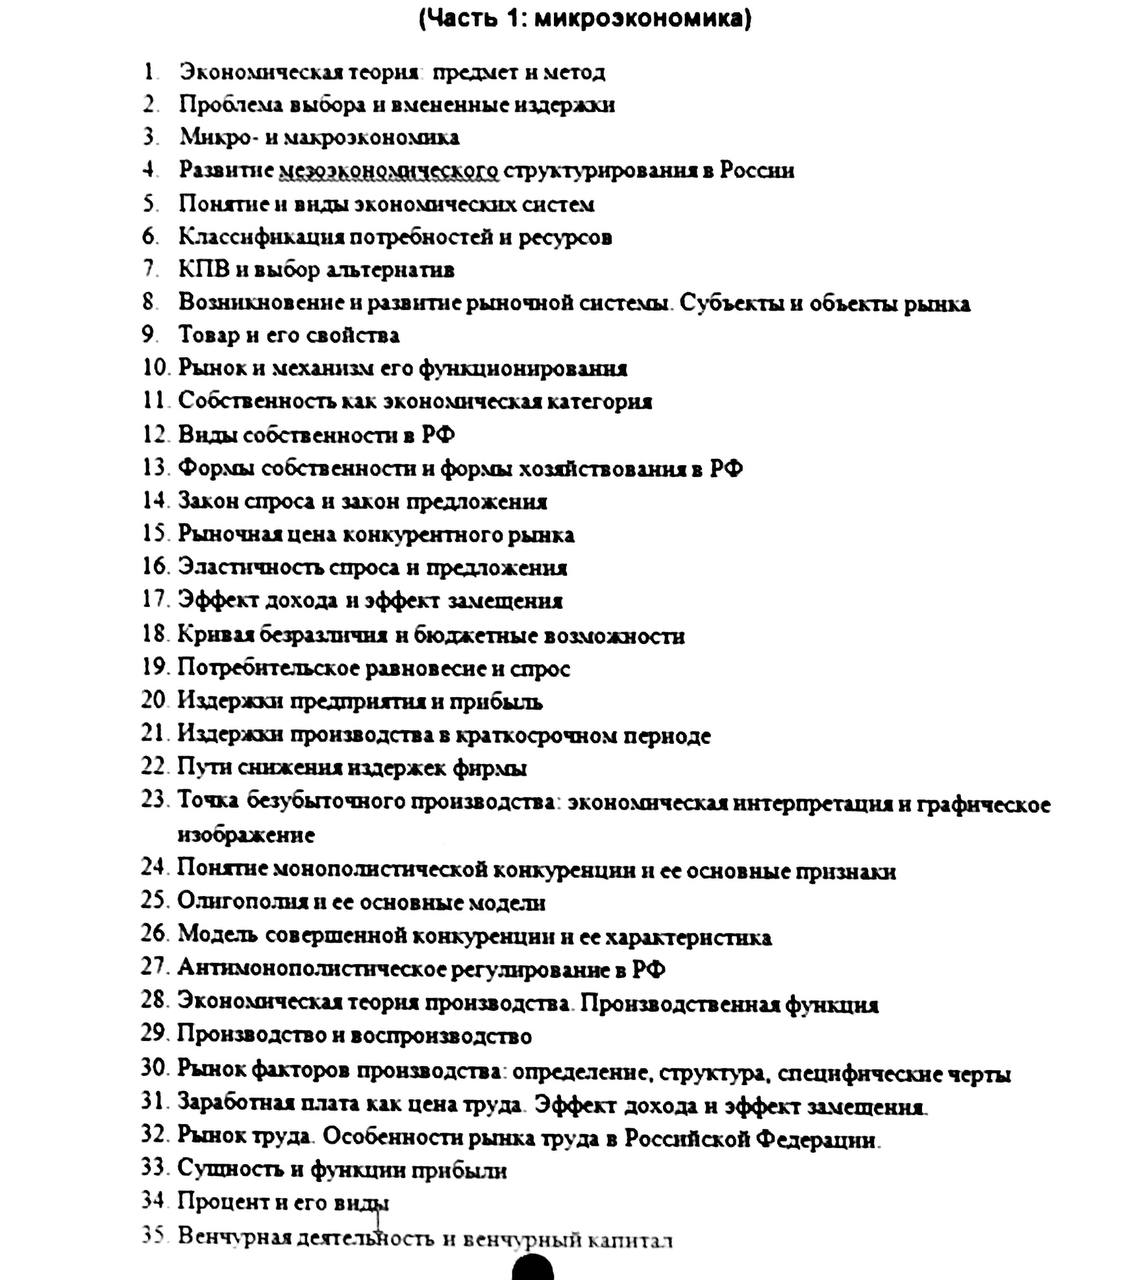 (Часть 1: микроэкономика)
1. Экономическая теория: предмет и метод
2. Проблема выбора и вмененные издержки
3. Микро- и макроэкономика
4. Развитие мезоэкономического структурирования в России
5. Понятие и виды экономических систем
6. Классификация потребностей и ресурсов
7. КПВ и выбор альтернатив
8. Возникновение и развитие рыночной системы. Субъекты и объекты рынка
9. Товар и его свойства
10. Рынок и механизм его функционирования
11. Собственность как экономическая категория
12. Виды собственности в РФ
13. Формы собственности и формы хозяйствования в РФ
14. Закон спроса и закон предложения
15. Рыночная цена конкурентного рынка
16. Эластичность спроса и предложения
17. Эффект дохода и эффект замещения
18. Кривая безразличия и бюджетные возможности
19. Потребительское равновесие и спрос
20. Издержки предприятия и прибыль
21. Издержки производства в краткосрочном периоде
22. Пути снижения издержек фирмы
23. Точка безубыточного производства: экономическая интерпретация и графическое
изображение
24. Понятие монополистической конкуренции и ее основные признаки
25. Олигополия и ее основные модели
26. Модель совершенной конкуренции и ее характеристика
27. Антимонополистическое регулирование в РФ
28. Экономическая теория производства. Производственная функция
29. Производство и воспроизводство
30. Рынок факторов производства: определение, структура, специфические черты
31. Заработная плата как цена труда. Эффект дохода и эффект замещения.
32. Рынок труда. Особенности рынка труда в Российской Федерации.
33. Сущность и функции прибыли
34. Процент и его виды
35. Венчурная деятельность и венчурный капитал